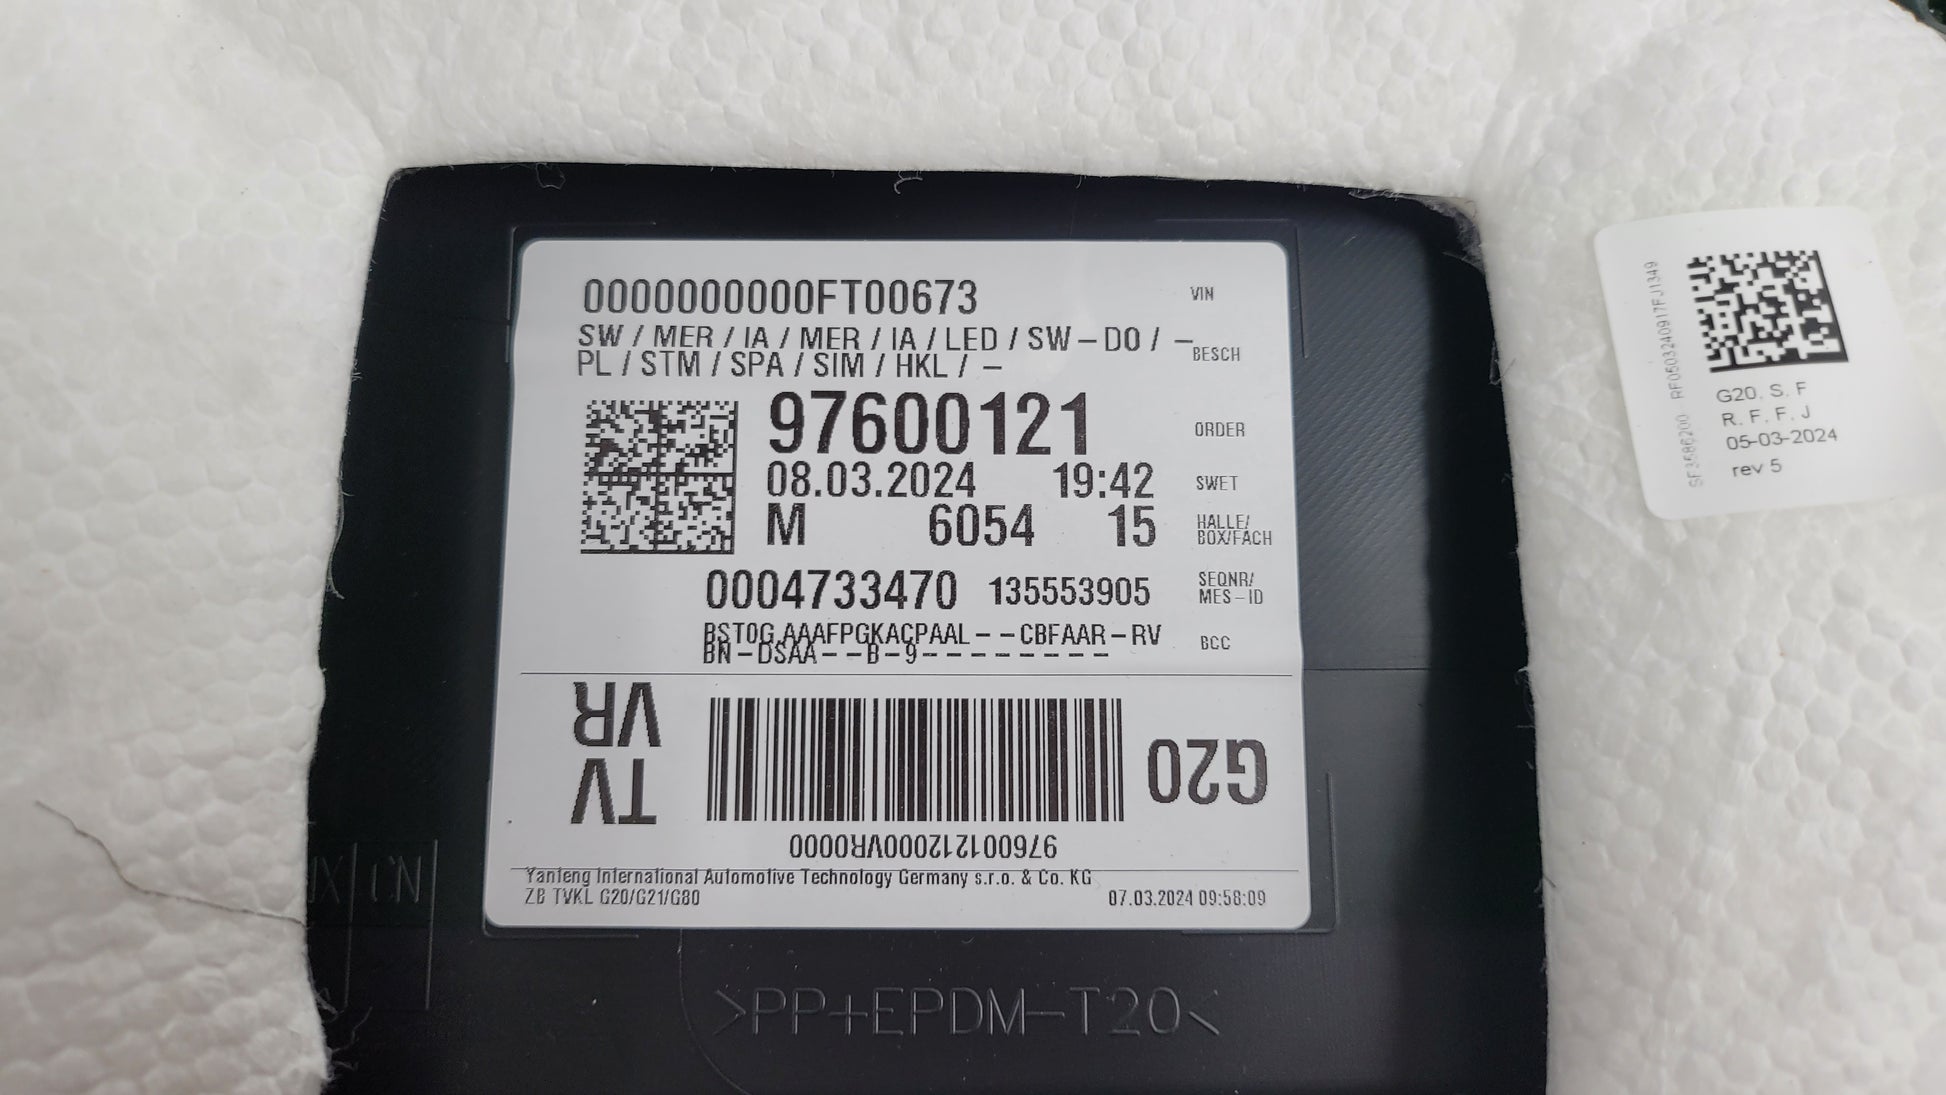 0000000000FT00673 VIN
SW / MER / IA / MER / IA / LED / SW - DO / -
PL / STM / SPA / SIM / HKL / -
BESCH
97600121 ORDER
08.03.2024 19:42 SWET
M 6054 15 HALLE/
BOX/FACH
0004733470 135553905 SEQNR/
MES-ID
BST0G AAAFPGKACPAAL--CBFAAR-RV
BN-DSAA--B-9--------
BCC
TV
VR
G20
976001212000VR0000
Yanfeng International Automotive Technology Germany s.r.o. & Co. KG
ZB TVKL G20/G21/G80 07.03.2024 09:58:09
>PP+EPDM-T20<
SF3586200 RF0503240917FJ1349
G20. S. F
R. F. F. J
05-03-2024
rev 5